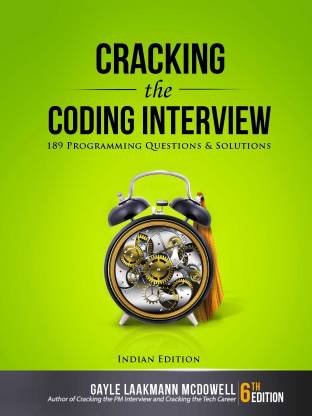 CRACKING
the
CODING INTERVIEW
189 PROGRAMMING QUESTIONS & SOLUTIONS
INDIAN EDITION
GAYLE LAAKMANN MCDOWELL
Author of Cracking the PM Interview and Cracking the Tech Career
6TH EDITION